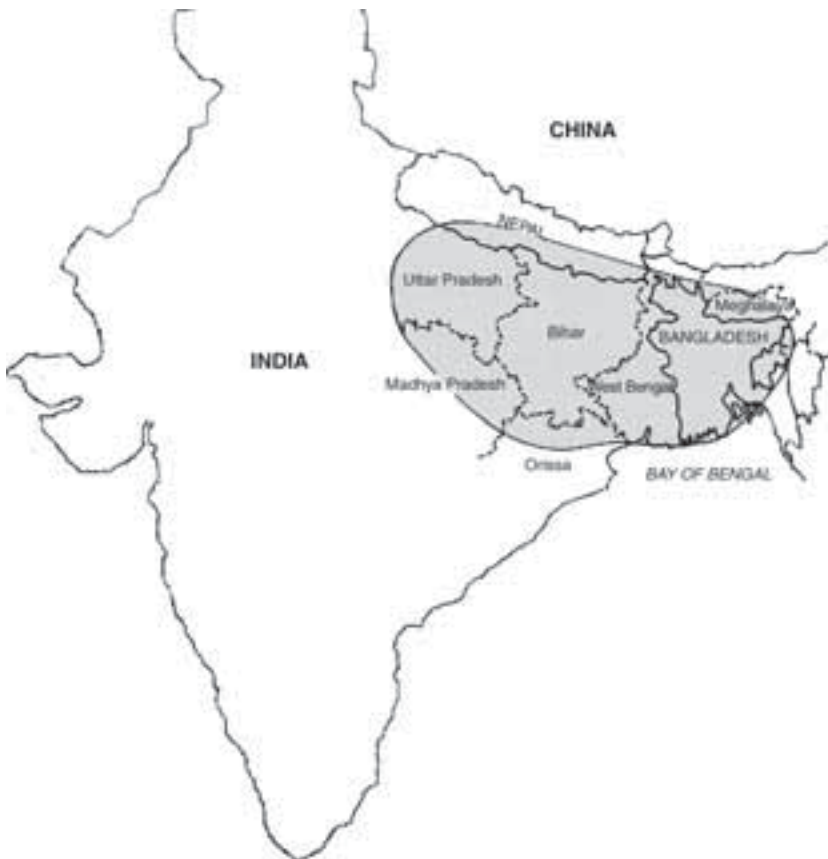 CHINA
NEPAL
Uttar Pradesh
Meghalaya
Bihar
BANGLADESH
INDIA
Madhya Pradesh
West Bengal
Orissa
BAY OF BENGAL